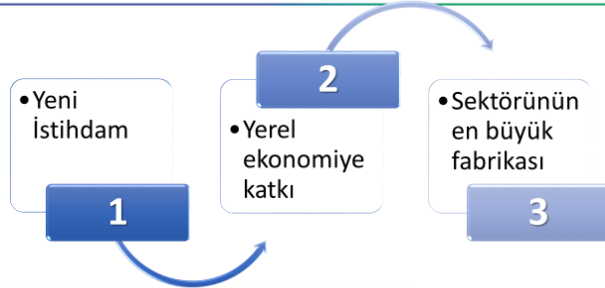 •Yeni
İstihdam
1
2
•Yerel
ekonomiye
katkı
•Sektörünün
en büyük
fabrikası
3